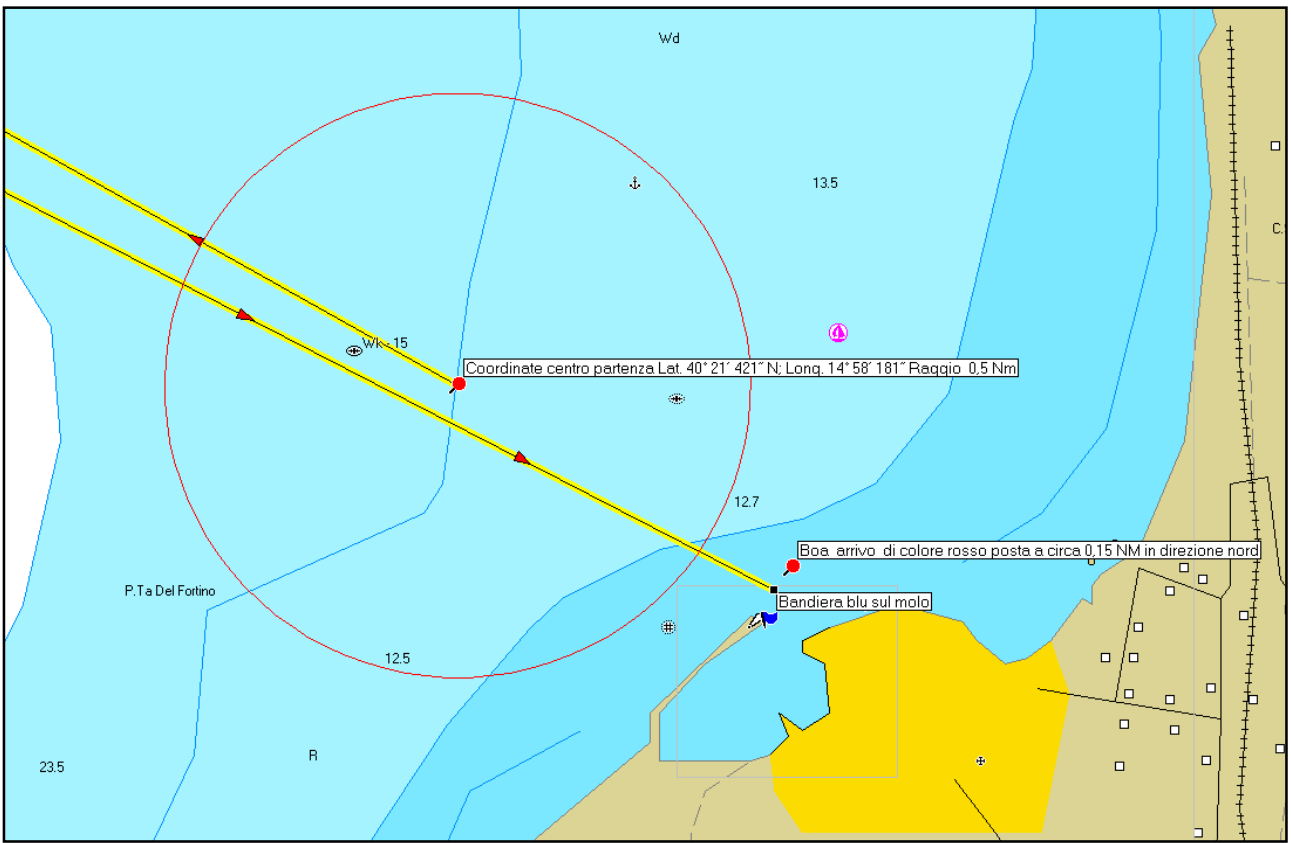 Wd
13.5
C.
Wk - 15
Coordinate centro partenza Lat. 40° 21´ 421˝ N; Long. 14° 58´ 181˝ Raggio 0,5 Nm
12.7
Boa arrivo di colore rosso posta a circa 0,15 NM in direzione nord
P.Ta Del Fortino
Bandiera blu sul molo
12.5
R
23.5